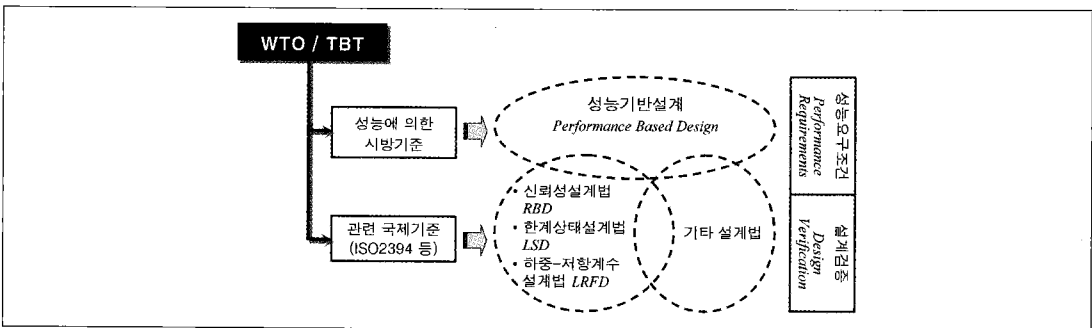 WTO / TBT
성능에 의한
시방기준
관련 국제기준
(ISO2394 등)
성능기반설계
Performance Based Design
• 신뢰성설계법
RBD
• 한계상태설계법
LSD
• 하중-저항계수
설계법 LRFD
기타 설계법
성능요구조건
Performance
Requirements
설계검증
Design
Verification